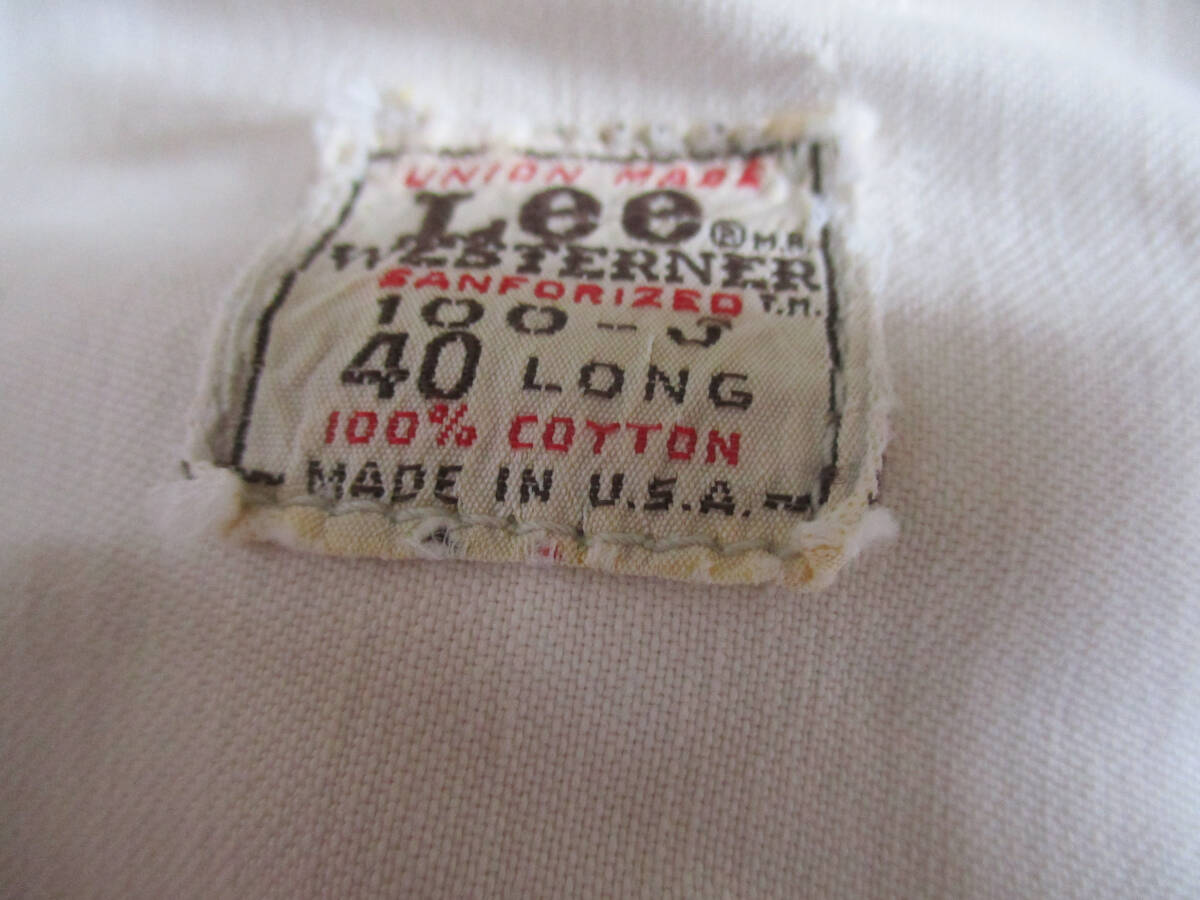 UNION MADE
Lee ® M.R.
WESTERNER
SANFORIZED T.M.
100-J
40 LONG
100% COTTON
MADE IN U.S.A.